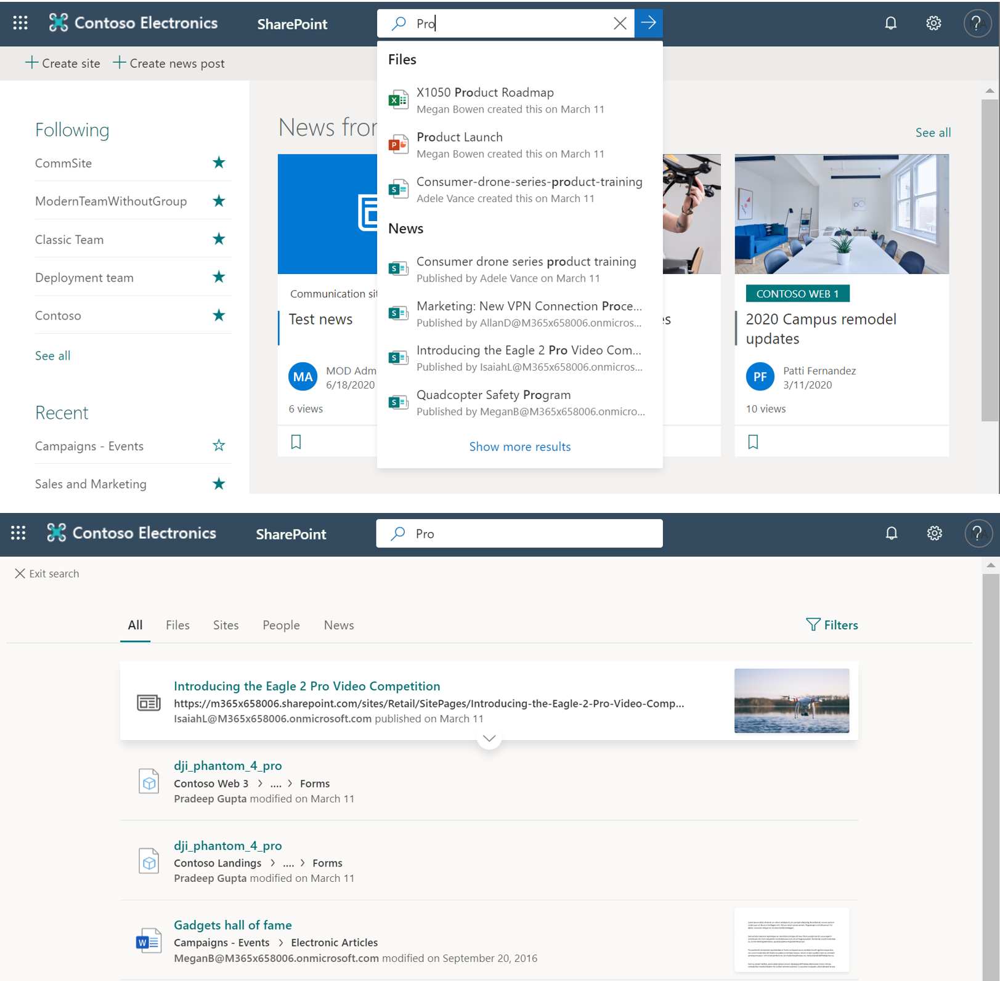 Contoso Electronics
SharePoint
Pro
?
Create site
Create news post
Files
X1050 Product Roadmap
Megan Bowen created this on March 11
Product Launch
Megan Bowen created this on March 11
Consumer-drone-series-product-training
Adele Vance created this on March 11
News
Consumer drone series product training
Published by Adele Vance on March 11
Marketing: New VPN Connection Proce...
Published by AllanD@M365x658006.onmicros...
Introducing the Eagle 2 Pro Video Com...
Published by IsaiahL@M365x658006.onmicros...
Quadcopter Safety Program
Published by MeganB@M365x658006.onmicro...
Show more results
Following
CommSite
ModernTeamWithoutGroup
Classic Team
Deployment team
Contoso
See all
Recent
Campaigns - Events
Sales and Marketing
News from
See all
Communication sit
Test news
MA
MOD Adm
6/18/2020
6 views
es
CONTOSO WEB 1
2020 Campus remodel
updates
PF
Patti Fernandez
3/11/2020
10 views
Contoso Electronics
SharePoint
Pro
?
Exit search
All
Files
Sites
People
News
Filters
Introducing the Eagle 2 Pro Video Competition
https://m365x658006.sharepoint.com/sites/Retail/SitePages/Introducing-the-Eagle-2-Pro-Video-Comp...
IsaiahL@M365x658006.onmicrosoft.com published on March 11
dji_phantom_4_pro
Contoso Web 3 > .... > Forms
Pradeep Gupta modified on March 11
dji_phantom_4_pro
Contoso Landings > .... > Forms
Pradeep Gupta modified on March 11
Gadgets hall of fame
Campaigns - Events > Electronic Articles
MeganB@M365x658006.onmicrosoft.com modified on September 20, 2016